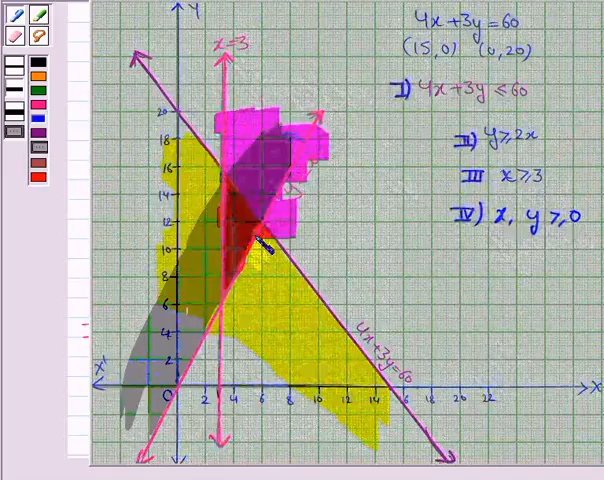 4x+3y=60
(15,0) (0,20)
I) 4x+3y≤60
II) y≥2x
III x≥3
IV) x, y≥0
Y
x=3
20
18
16
14
12
10
8
6
4
2
X' O 2 4 6 8 10 12 14 16 18 20 22 X
4x+3y=60